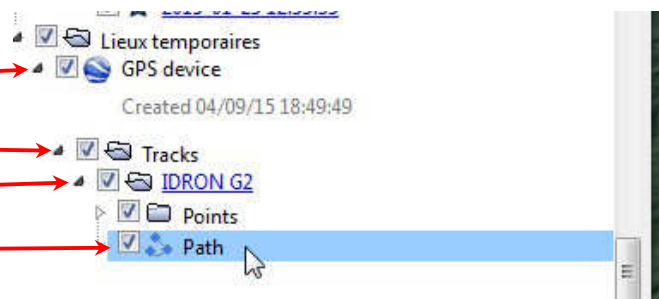 Lieux temporaires
GPS device
Created 04/09/15 18:49:49
Tracks
IDRON G2
Points
Path